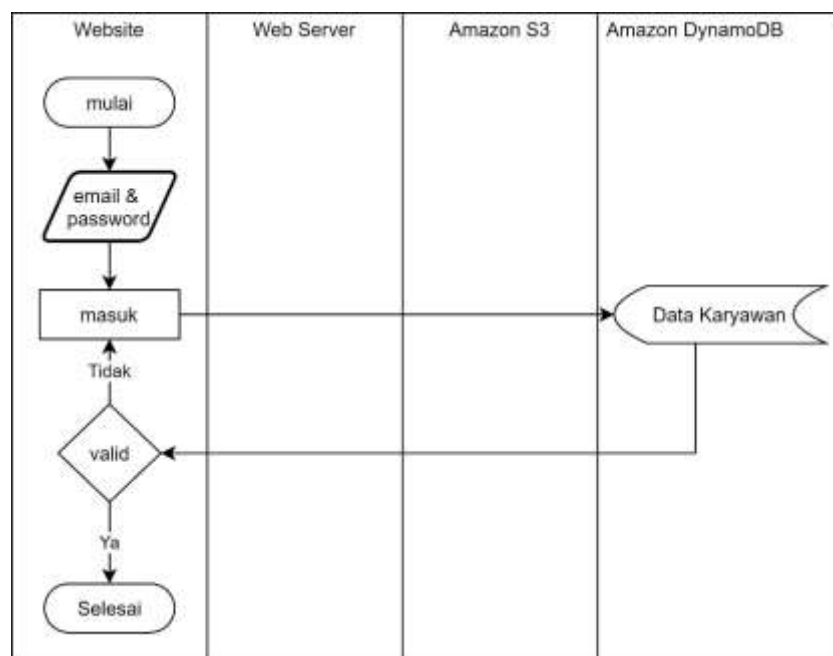 Website
Web Server
Amazon S3
Amazon DynamoDB
mulai
email &
password
masuk
Data Karyawan
Tidak
valid
Ya
Selesai